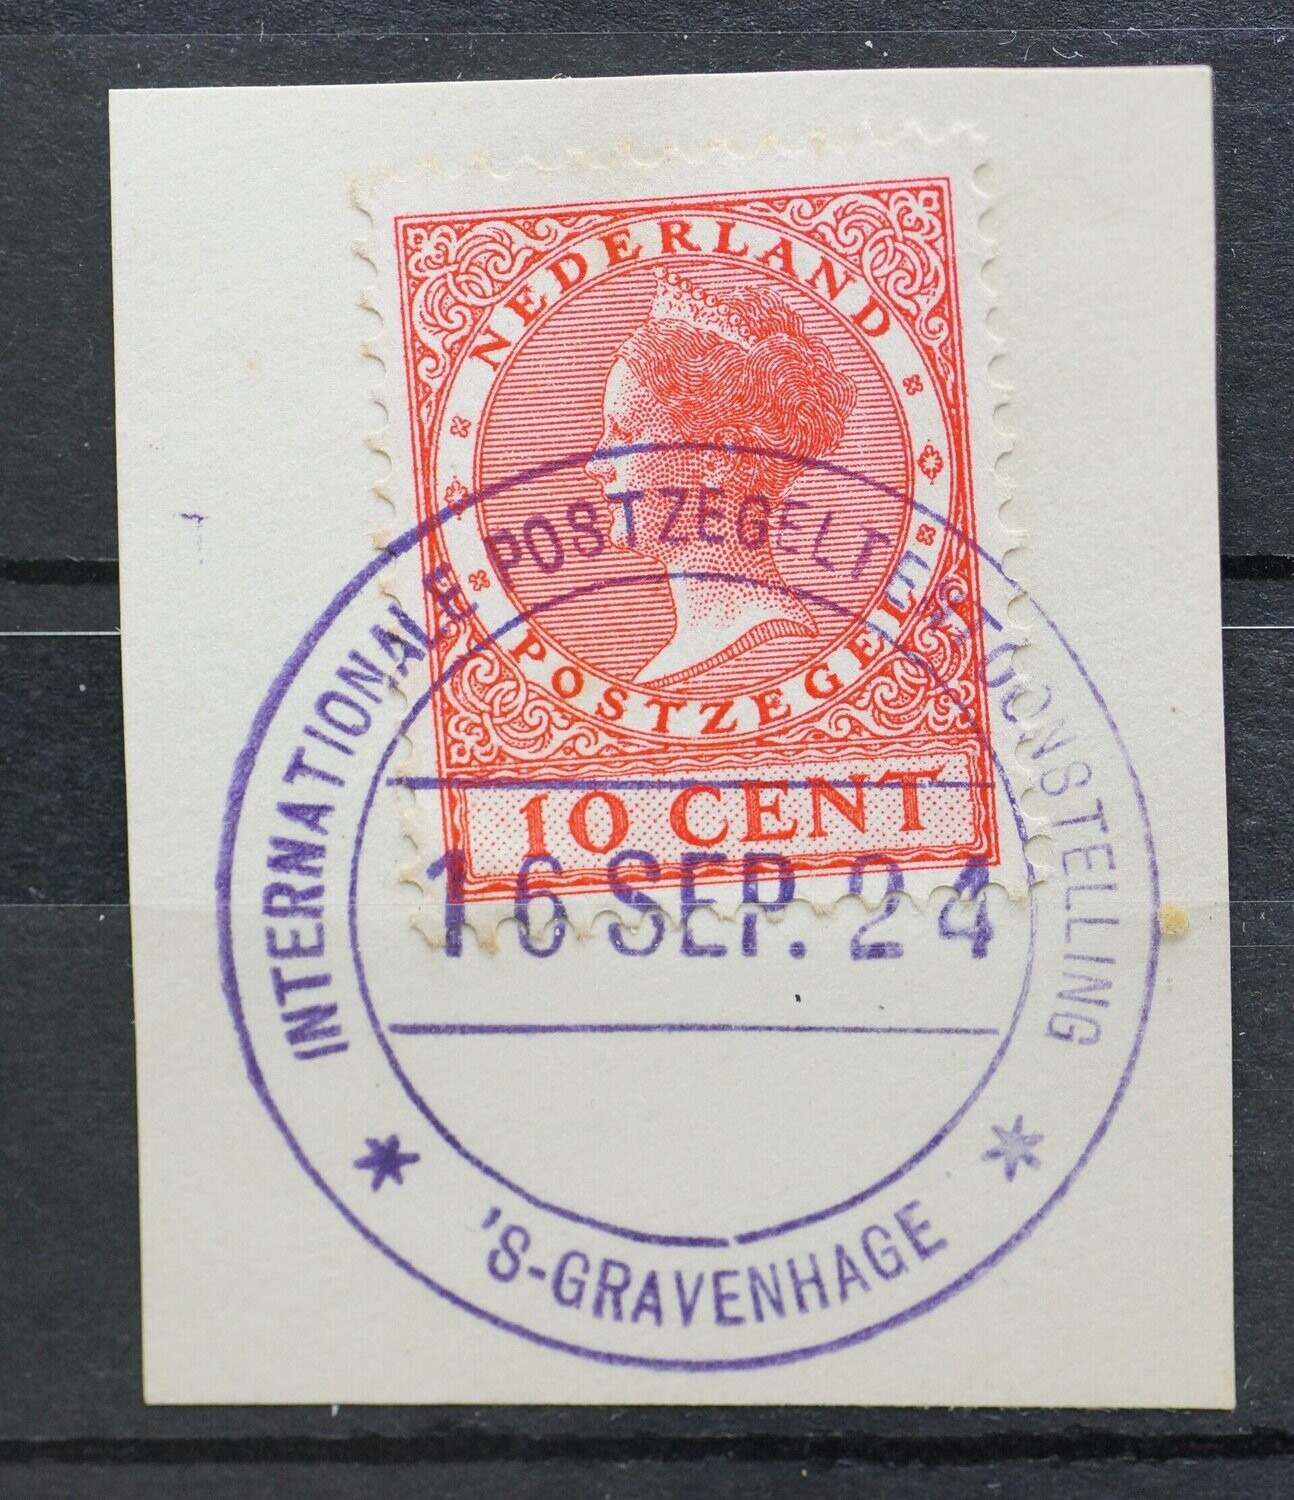 NEDERLAND
POSTZEGEL
10 CENT
INTERNATIONALE POSTZEGELTENTOONSTELLING
16 SEP. 24
'S-GRAVENHAGE